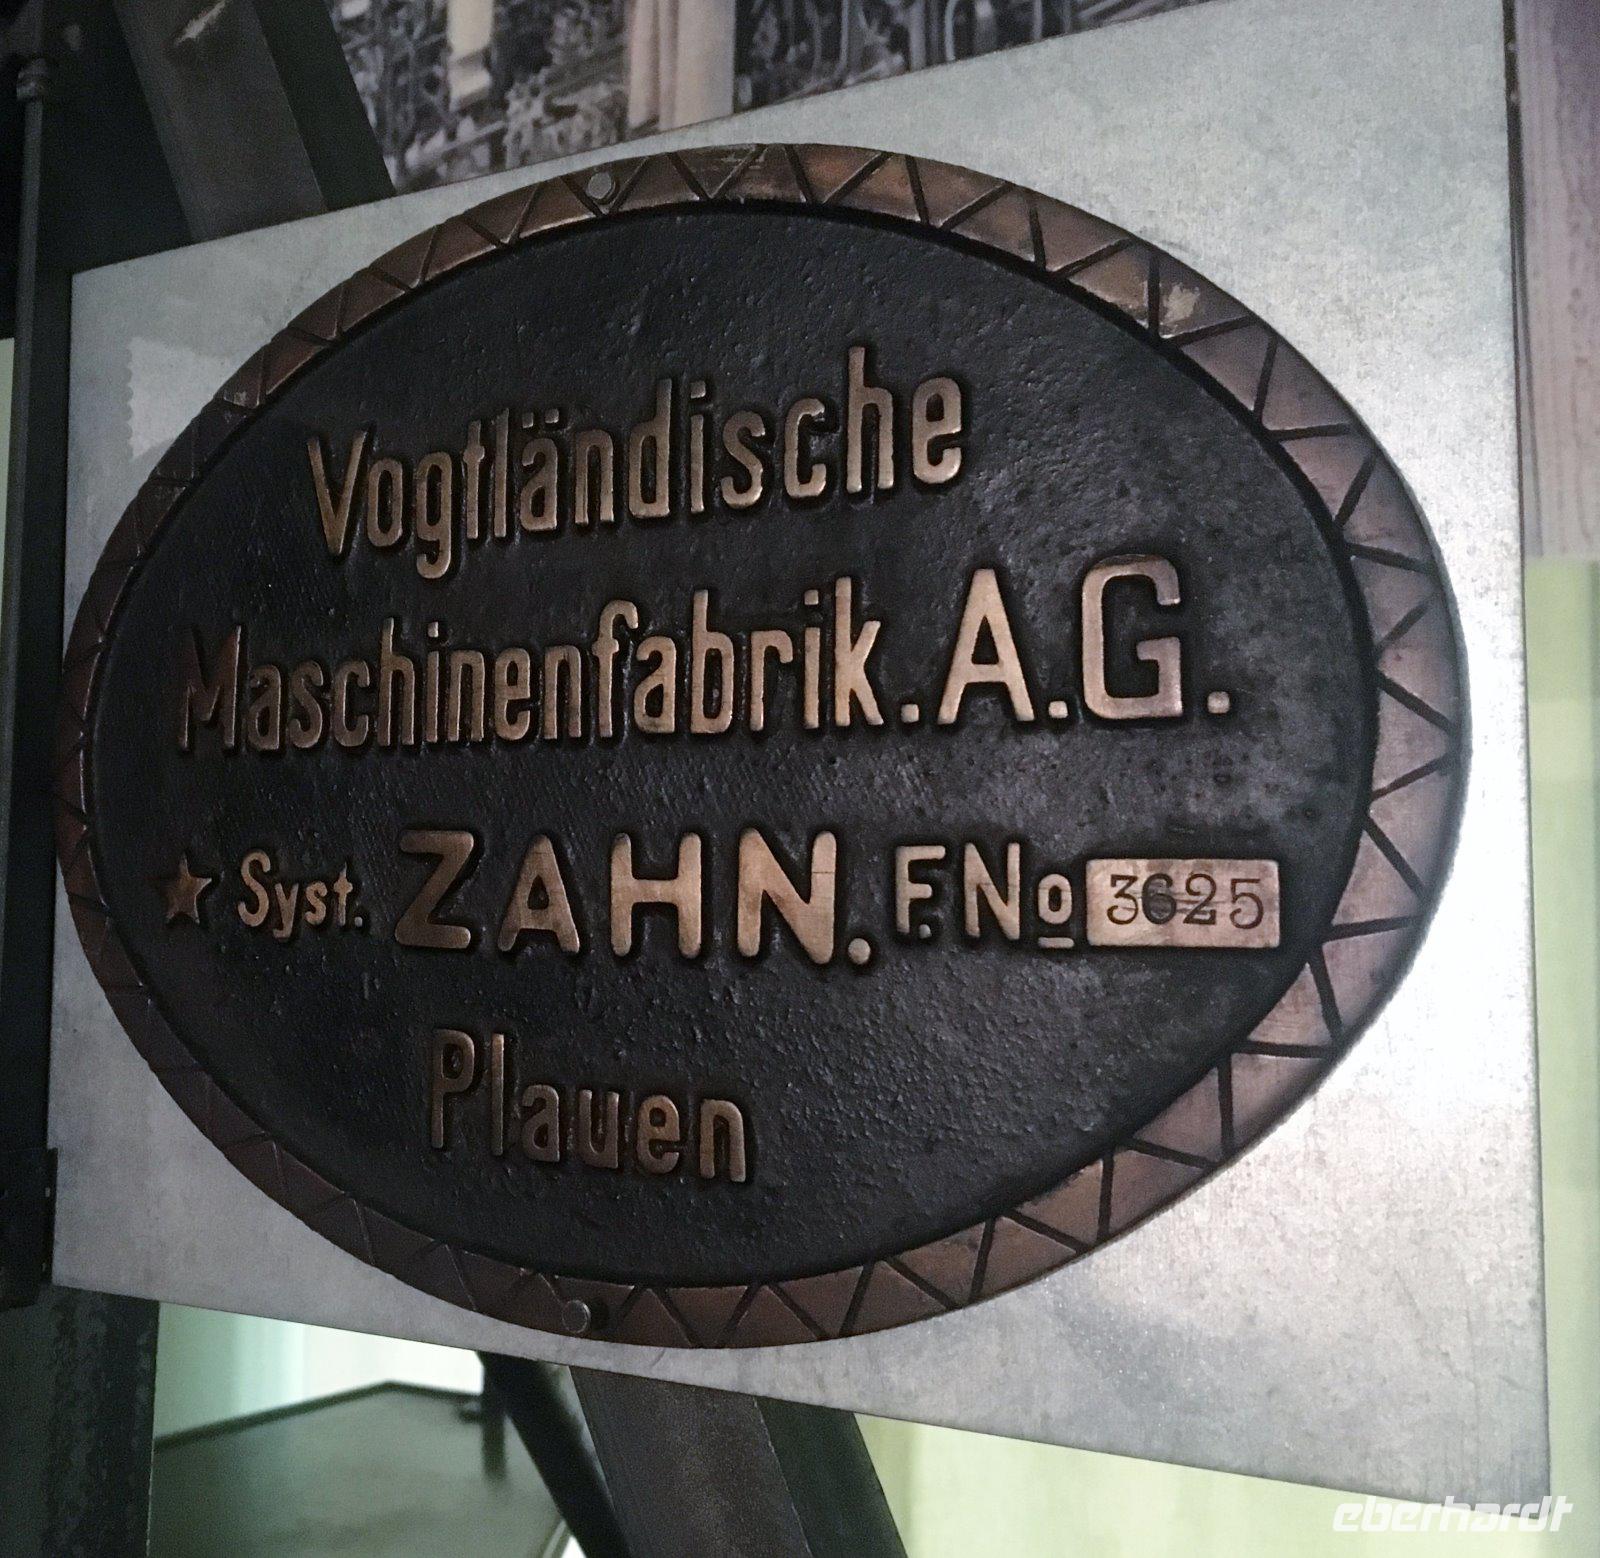 Vogtländische
Maschinenfabrik.A.G.
★ Syst. ZAHN. F.No 3625
Plauen
eberhardt